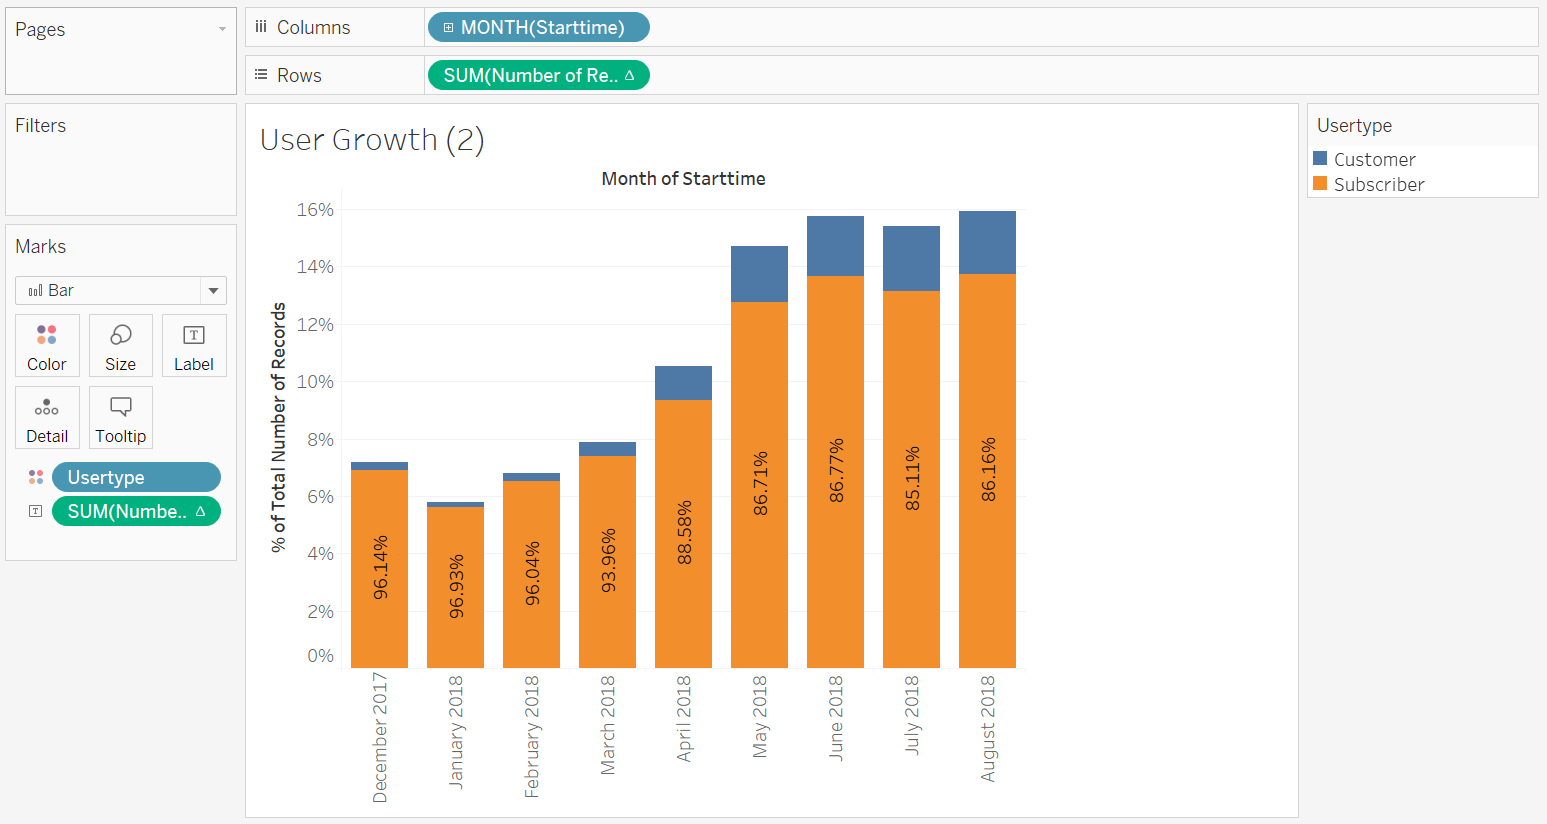 Pages
Columns
MONTH(Starttime)
Rows
SUM(Number of Re.. Δ
Filters
Marks
Bar
Color
Size
Label
Detail
Tooltip
Usertype
SUM(Numbe.. Δ
User Growth (2)
Month of Starttime
% of Total Number of Records
16%
14%
12%
10%
8%
6%
4%
2%
0%
96.14%
96.93%
96.04%
93.96%
88.58%
86.71%
86.77%
85.11%
86.16%
December 2017
January 2018
February 2018
March 2018
April 2018
May 2018
June 2018
July 2018
August 2018
Usertype
Customer
Subscriber